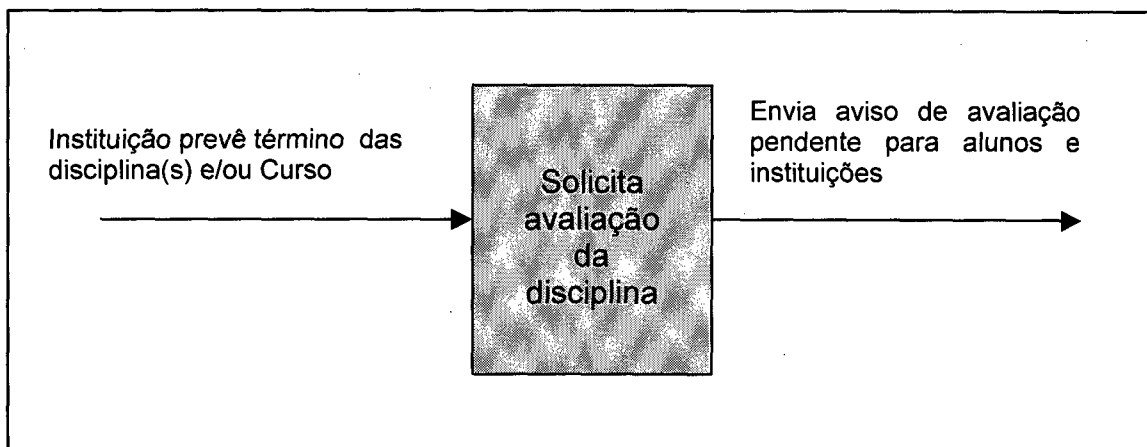 Instituição prevê término das
disciplina(s) e/ou Curso
Solicita
avaliação
da
disciplina
Envia aviso de avaliação
pendente para alunos e
instituições